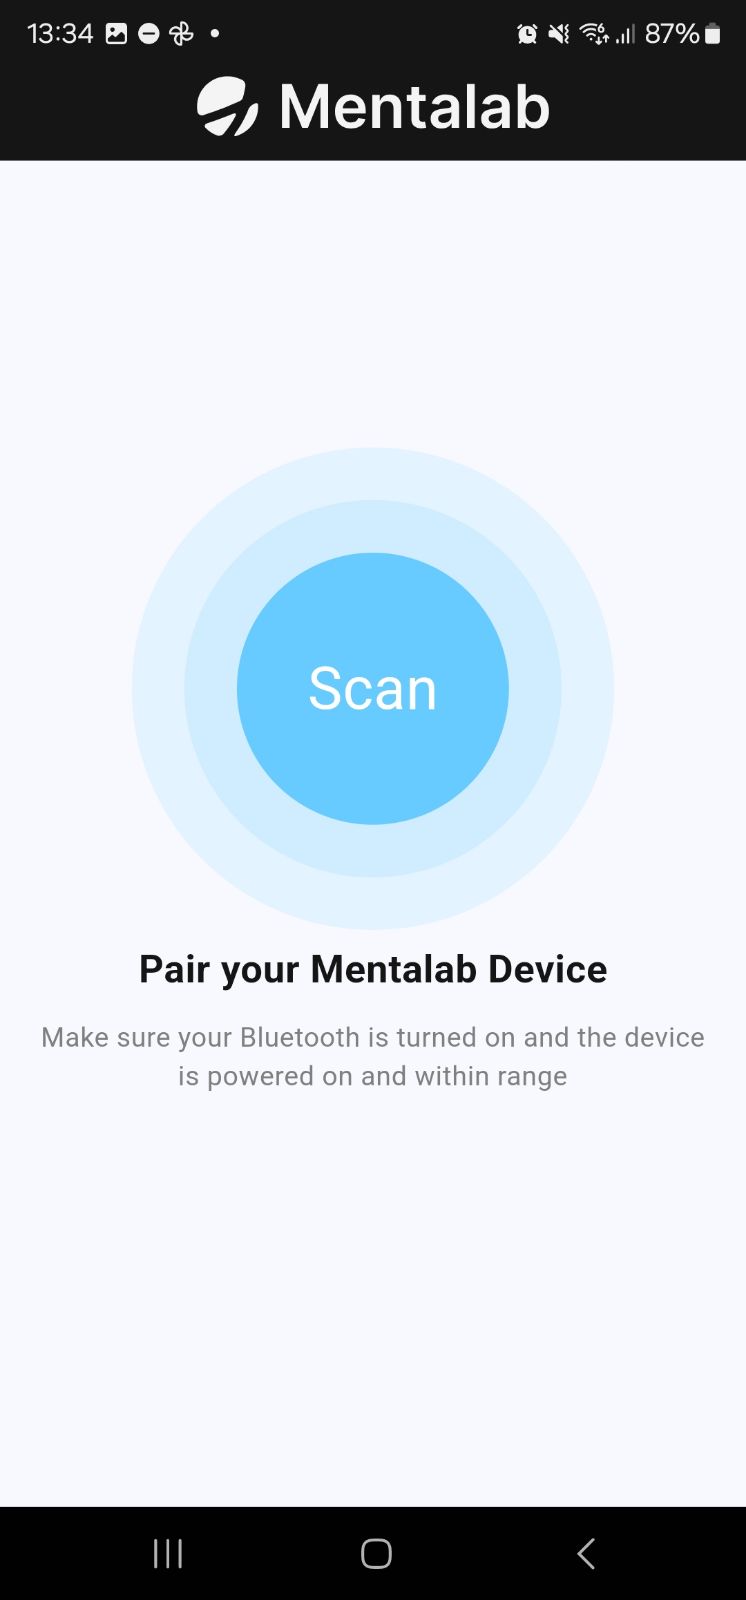 13:34
87%
Mentalab
Scan
Pair your Mentalab Device
Make sure your Bluetooth is turned on and the device
is powered on and within range